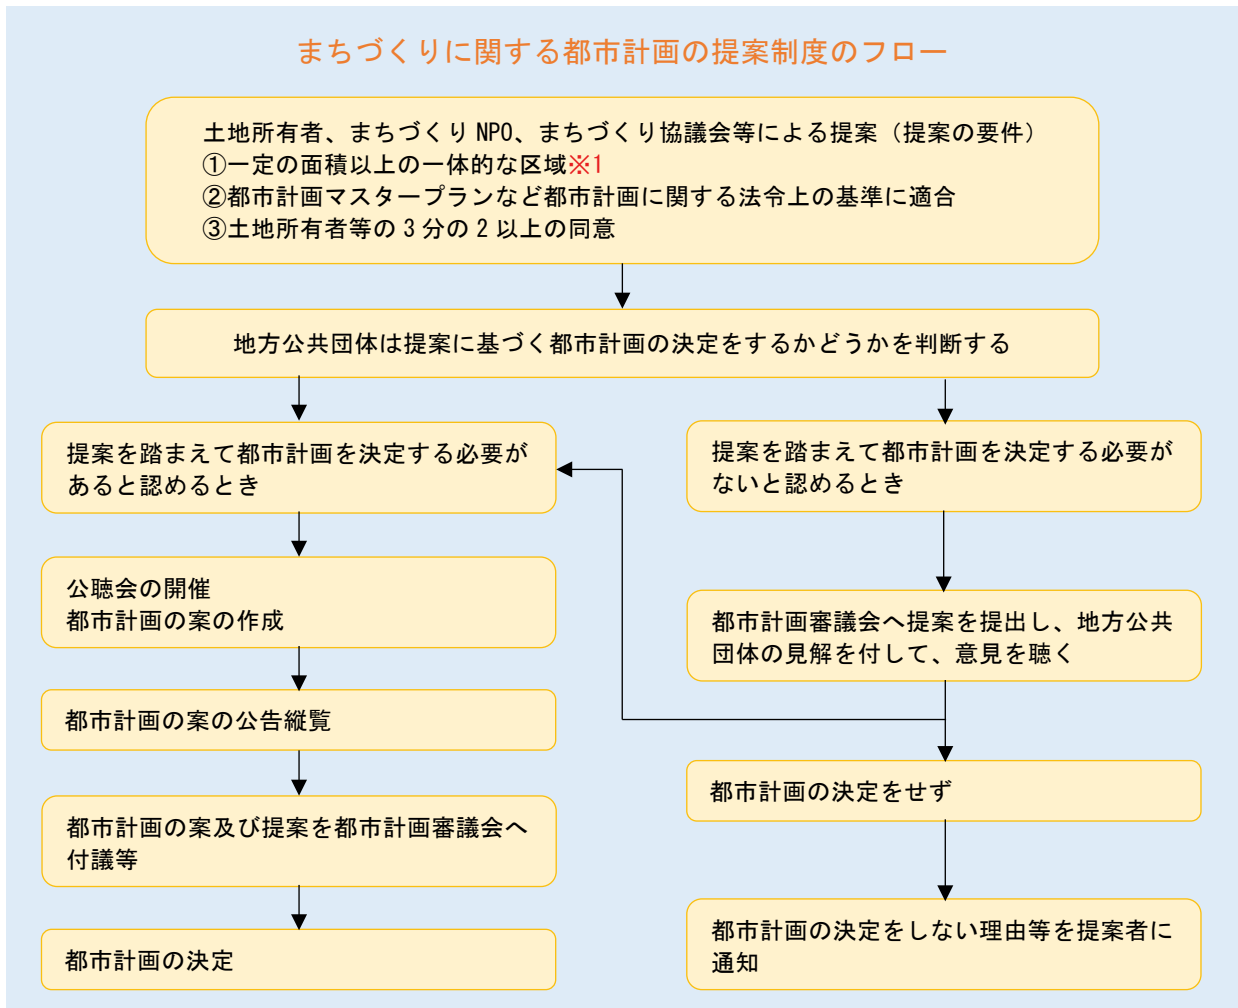 まちづくりに関する都市計画の提案制度のフロー
土地所有者、まちづくり NPO、まちづくり協議会等による提案（提案の要件）
①一定の面積以上の一体的な区域※1
②都市計画マスタープランなど都市計画に関する法令上の基準に適合
③土地所有者等の 3 分の 2 以上の同意
地方公共団体は提案に基づく都市計画の決定をするかどうかを判断する
提案を踏まえて都市計画を決定する必要が
あると認めるとき
公聴会の開催
都市計画の案の作成
都市計画の案の公告縦覧
都市計画の案及び提案を都市計画審議会へ
付議等
都市計画の決定
提案を踏まえて都市計画を決定する必要が
ないと認めるとき
都市計画審議会へ提案を提出し、地方公共
団体の見解を付して、意見を聴く
都市計画の決定をせず
都市計画の決定をしない理由等を提案者に
通知